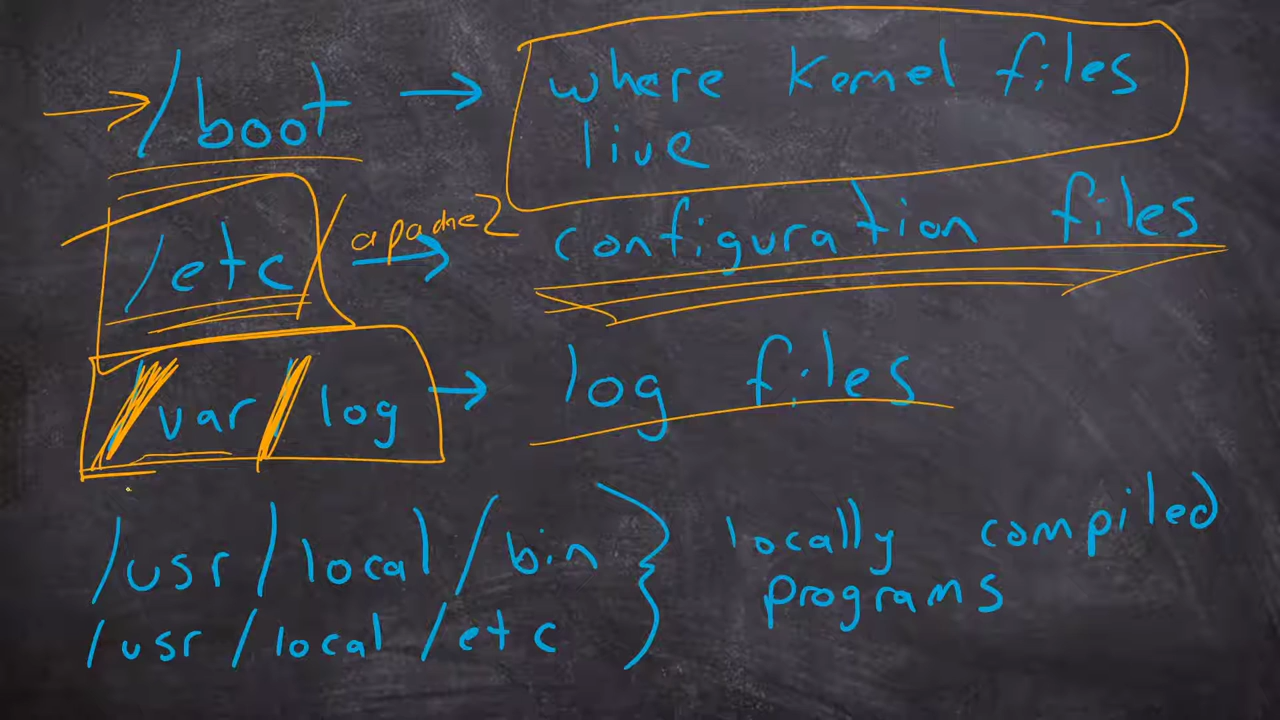 /boot → where kernel files
live
/etc/apache2 → configuration files
/var/log → log files
/usr/local/bin } locally compiled
/usr/local/etc programs